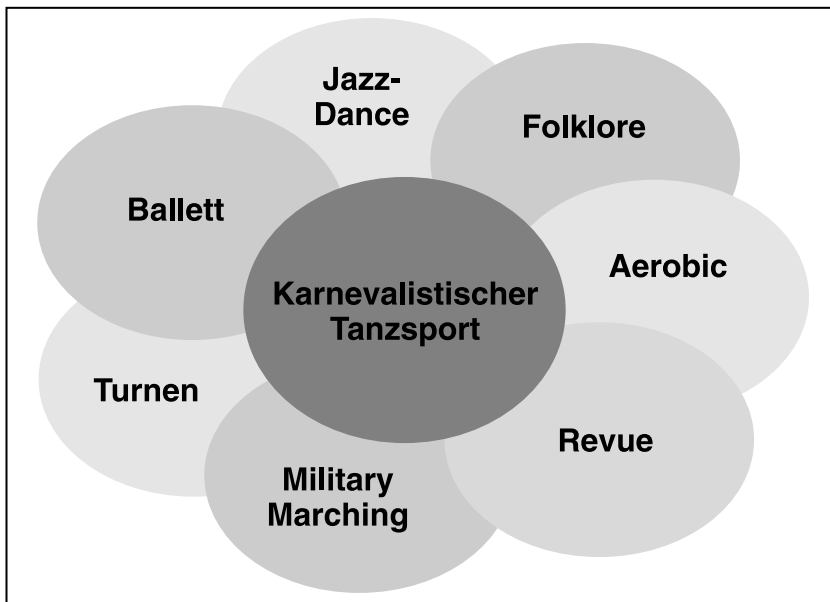 Jazz-
Dance
Folklore
Ballett
Aerobic
Karnevalistischer
Tanzsport
Turnen
Revue
Military
Marching